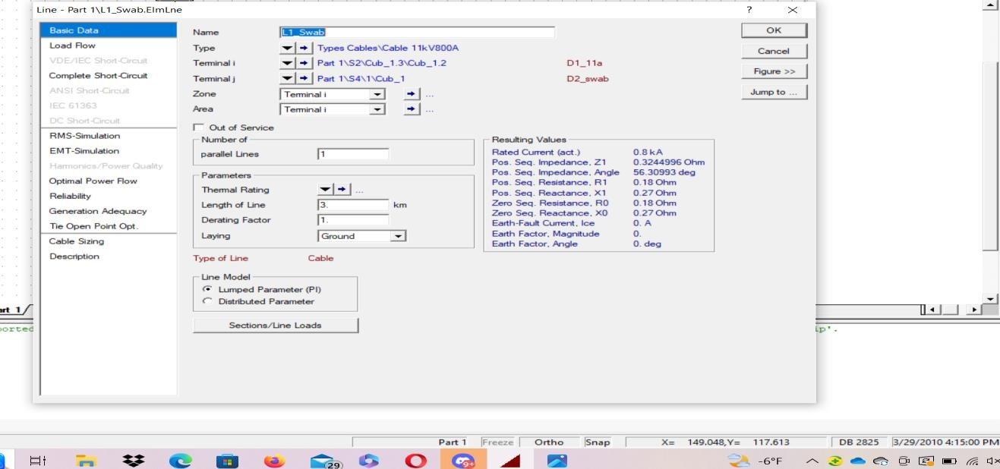 Line - Part 1\L1_Swab.ElmLne ?
Basic Data
Load Flow
VDE/IEC Short-Circuit
Complete Short-Circuit
ANSI Short-Circuit
IEC 61363
DC Short-Circuit
RMS-Simulation
EMT-Simulation
Harmonics/Power Quality
Optimal Power Flow
Reliability
Generation Adequacy
Tie Open Point Opt.
Cable Sizing
Description
Name L1_Swab
Type Types Cables\Cable 11kV800A
Terminal i Part 1\S2\Cub_1.3\Cub_1.2 D1_11a
Terminal j Part 1\S4\1\Cub_1 D2_swab
Zone Terminal i ...
Area Terminal i ...
Out of Service
Number of
parallel Lines 1
Parameters
Thermal Rating ...
Length of Line 3. km
Derating Factor 1.
Laying Ground
Type of Line Cable
Line Model
Lumped Parameter (PI)
Distributed Parameter
Sections/Line Loads
Resulting Values
Rated Current (act.) 0.8 kA
Pos. Seq. Impedance, Z1 0.3244996 Ohm
Pos. Seq. Impedance, Angle 56.30993 deg
Pos. Seq. Resistance, R1 0.18 Ohm
Pos. Seq. Reactance, X1 0.27 Ohm
Zero Seq. Resistance, R0 0.18 Ohm
Zero Seq. Reactance, X0 0.27 Ohm
Earth-Fault Current, Ice 0. A
Earth Factor, Magnitude 0.
Earth Factor, Angle 0. deg
OK
Cancel
Figure >>
Jump to ...
art 1
ported
ip'.
Part 1 Freeze Ortho Snap X= 149.048,Y= 117.613 DB 2825 3/29/2010 4:15:00 PM
29 9+ -6°F